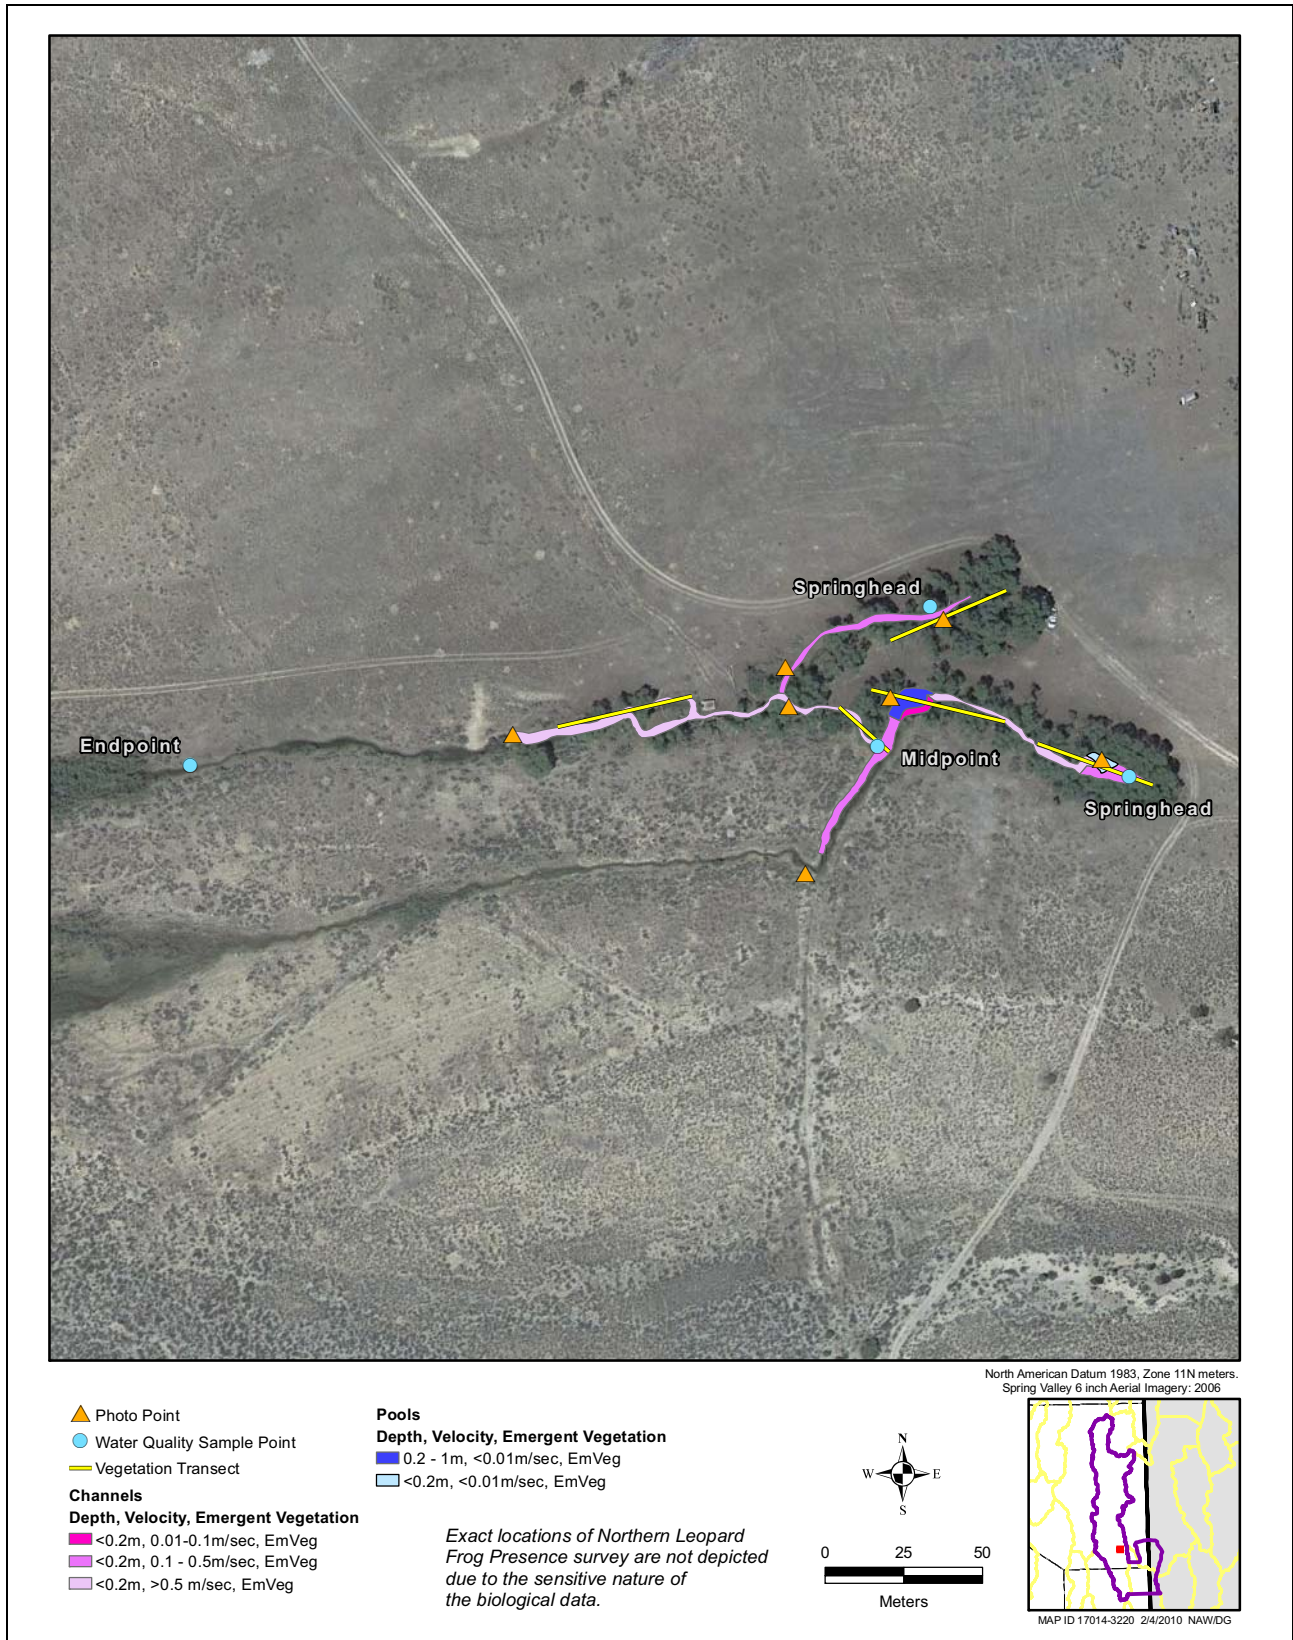 Springhead
Endpoint
Midpoint
Springhead
North American Datum 1983, Zone 11N meters.
Spring Valley 6 inch Aerial Imagery: 2006
Photo Point
Water Quality Sample Point
Vegetation Transect
Channels
Depth, Velocity, Emergent Vegetation
<0.2m, 0.01-0.1m/sec, EmVeg
<0.2m, 0.1 - 0.5m/sec, EmVeg
<0.2m, >0.5 m/sec, EmVeg
Pools
Depth, Velocity, Emergent Vegetation
0.2 - 1m, <0.01m/sec, EmVeg
<0.2m, <0.01m/sec, EmVeg
Exact locations of Northern Leopard
Frog Presence survey are not depicted
due to the sensitive nature of
the biological data.
N
W E
S
0 25 50
Meters
MAP ID 17014-3220 2/4/2010 NAW/DG